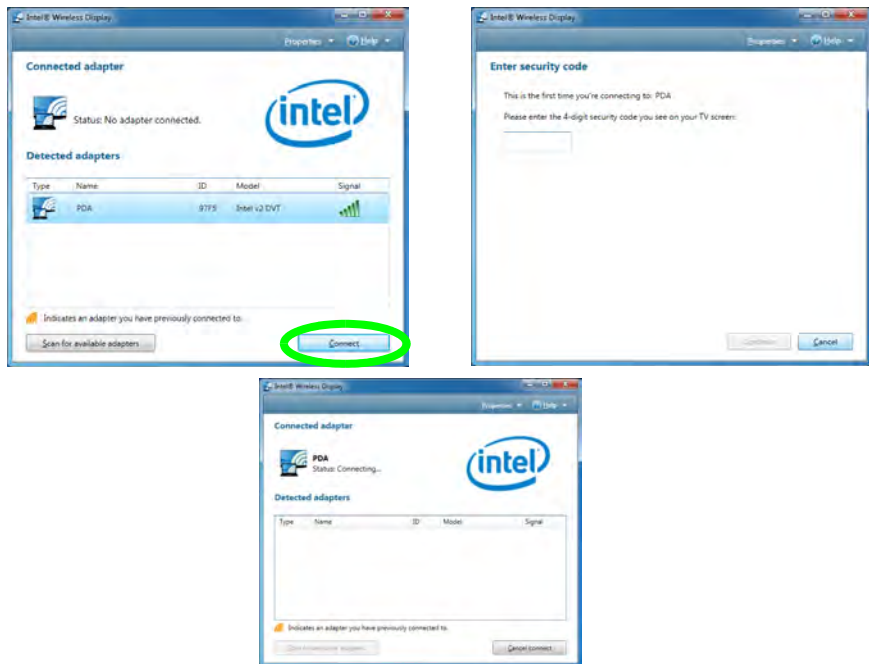 Intel® Wireless Display
Properties Help
Connected adapter
Status: No adapter connected.
intel
Detected adapters
Type Name ID Model Signal
PDA 97F5 Intel v2 DVT
Indicates an adapter you have previously connected to.
Scan for available adapters Connect
Intel® Wireless Display
Properties Help
Enter security code
This is the first time you're connecting to: PDA
Please enter the 4-digit security code you see on your TV screen:
Continue Cancel
Intel® Wireless Display
Properties Help
Connected adapter
PDA
Status: Connecting...
intel
Detected adapters
Type Name ID Model Signal
Indicates an adapter you have previously connected to.
Scan for available adapters Cancel connect